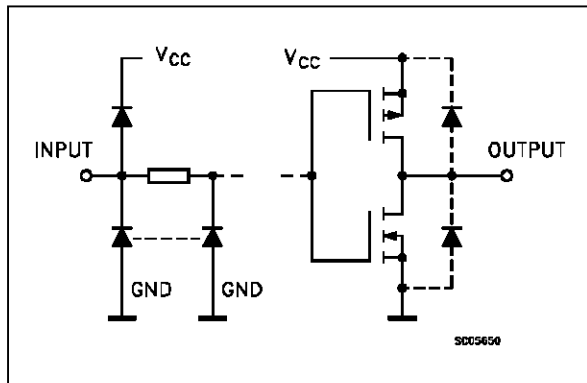 VCC
VCC
INPUT
OUTPUT
GND
GND
SC05650